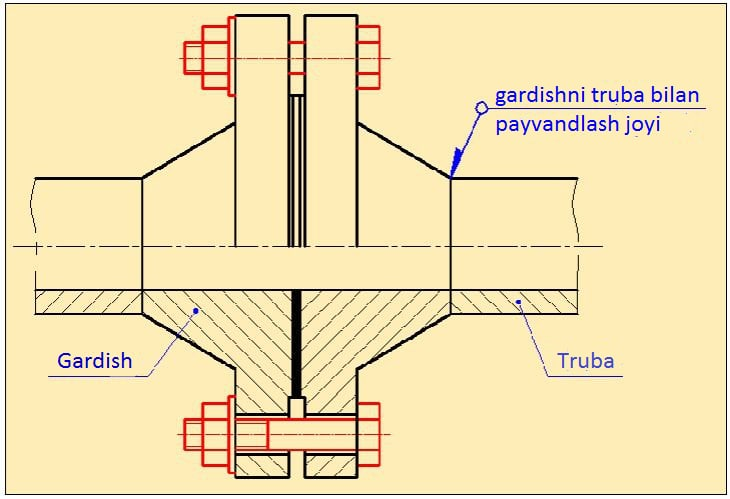 gardishni truba bilan
payvandlash joyi
Gardish
Truba